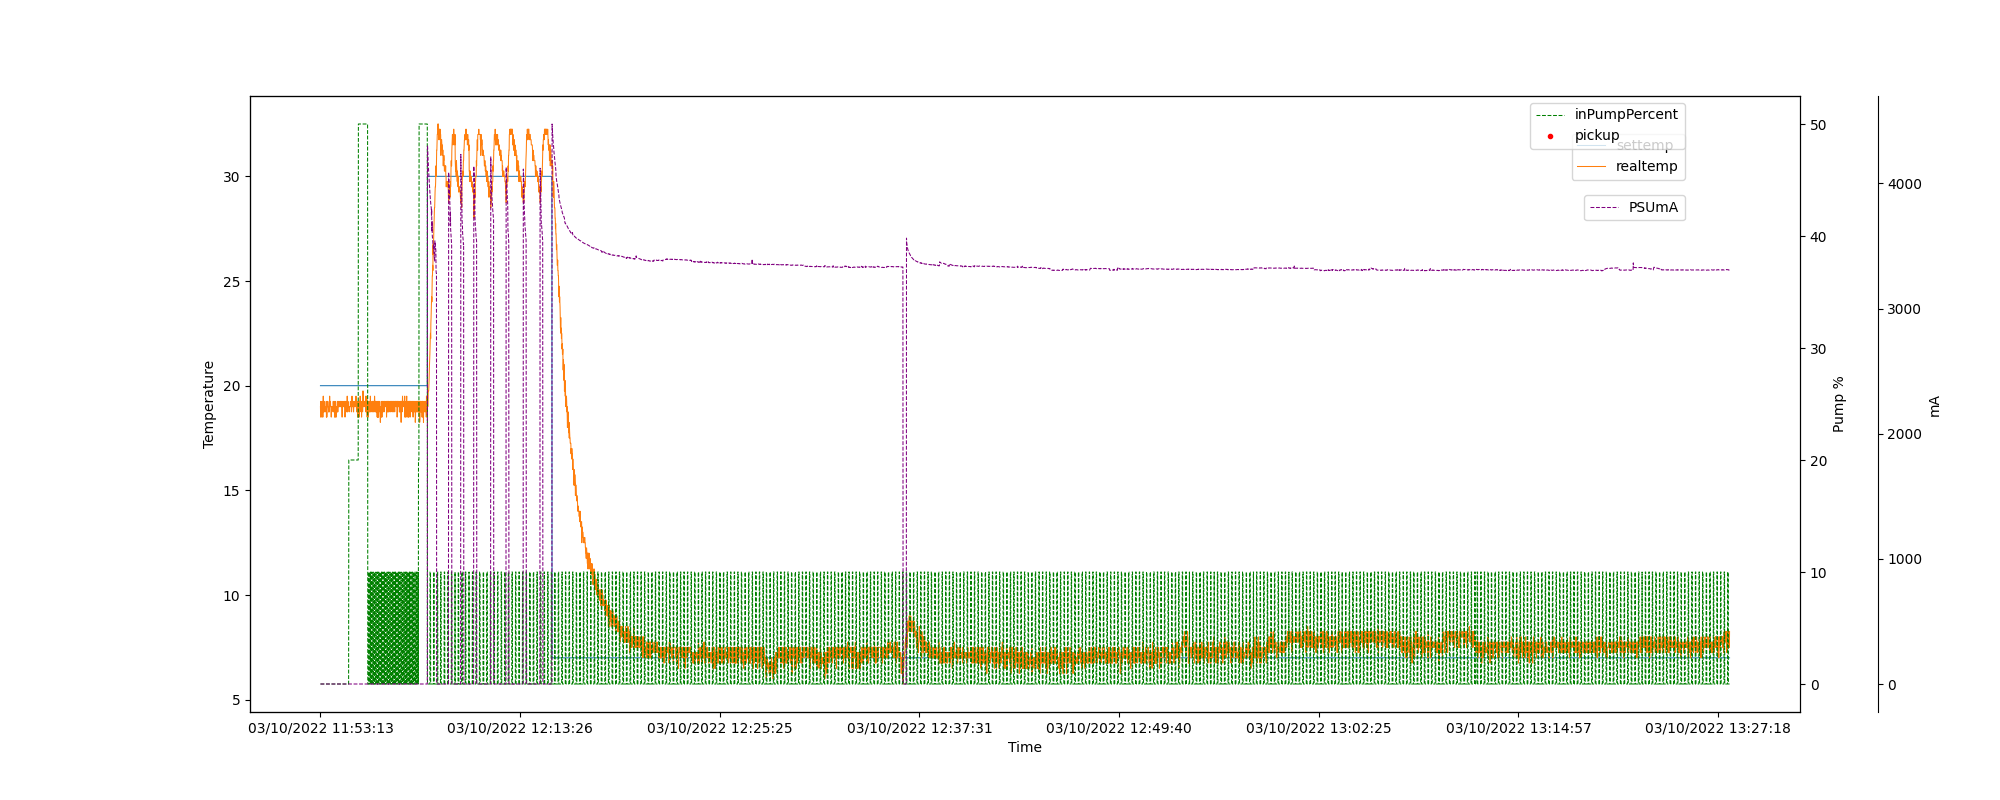 inPumpPercent
pickup
settemp
realtemp
PSUmA
Temperature
30
25
20
15
10
5
50
40
30
20
10
0
Pump %
4000
3000
2000
1000
0
mA
03/10/2022 11:53:13
03/10/2022 12:13:26
03/10/2022 12:25:25
03/10/2022 12:37:31
03/10/2022 12:49:40
03/10/2022 13:02:25
03/10/2022 13:14:57
03/10/2022 13:27:18
Time